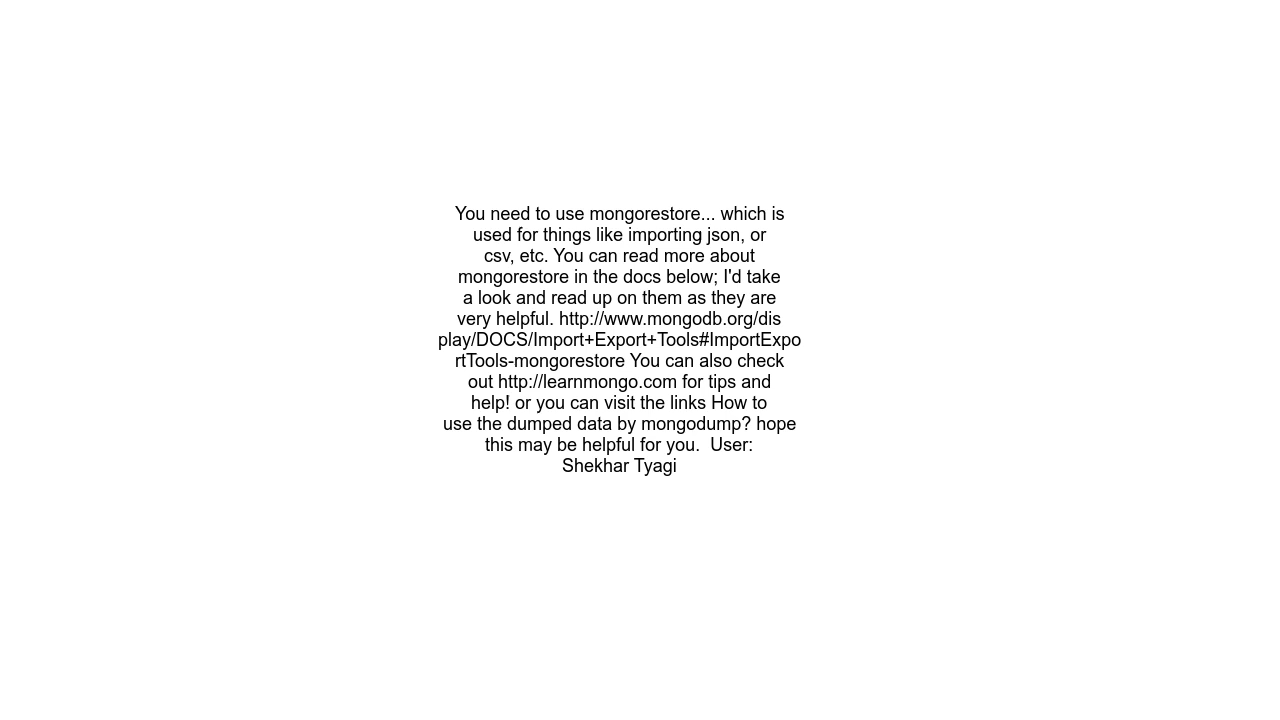 You need to use mongorestore... which is
used for things like importing json, or
csv, etc. You can read more about
mongorestore in the docs below; I'd take
a look and read up on them as they are
very helpful. http://www.mongodb.org/dis
play/DOCS/Import+Export+Tools#ImportExpo
rtTools-mongorestore You can also check
out http://learnmongo.com for tips and
help! or you can visit the links How to
use the dumped data by mongodump? hope
this may be helpful for you.  User:
Shekhar Tyagi